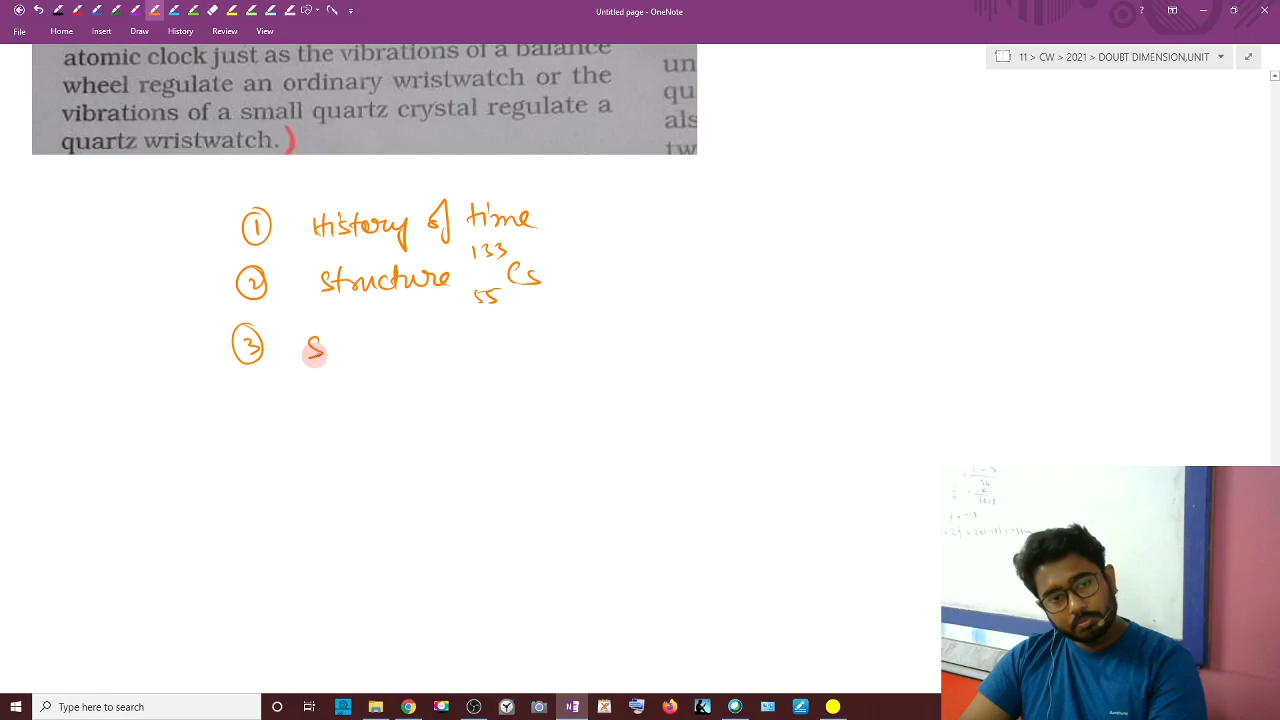 Untitled page - OneNote
File Home Insert Draw History Review View
11 > CW > 2021 > DOUBT DIMENSION,UNIT
atomic clock just as the vibrations of a balance
wheel regulate an ordinary wristwatch or the
vibrations of a small quartz crystal regulate a
quartz wristwatch.)
un
qu
als
tw
1 History of time
2 structure 133 55 Cs
3 S
Type here to search